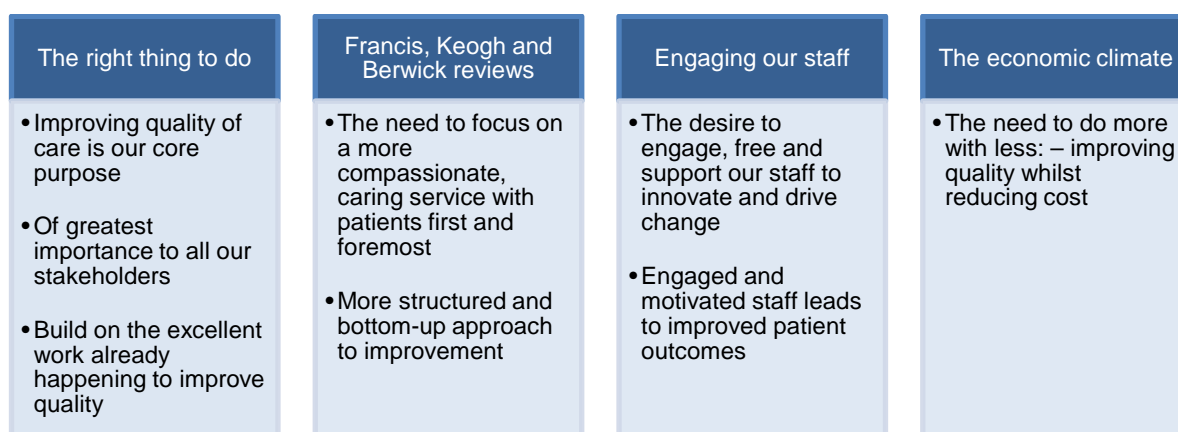 The right thing to do
•Improving quality of
care is our core
purpose
•Of greatest
importance to all our
stakeholders
•Build on the excellent
work already
happening to improve
quality
Francis, Keogh and
Berwick reviews
•The need to focus on
a more
compassionate,
caring service with
patients first and
foremost
•More structured and
bottom-up approach
to improvement
Engaging our staff
•The desire to
engage, free and
support our staff to
innovate and drive
change
•Engaged and
motivated staff leads
to improved patient
outcomes
The economic climate
•The need to do more
with less: – improving
quality whilst
reducing cost